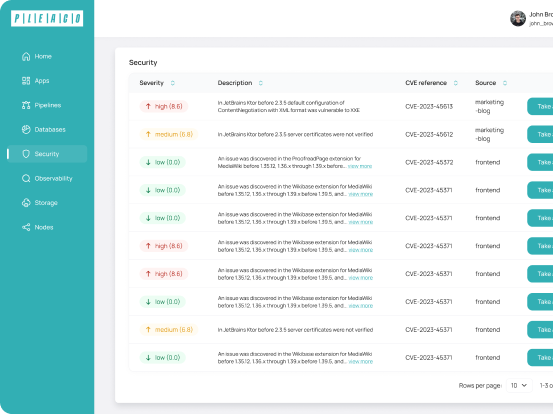 P|L|E|A|C|O
John Bro
john_brow
Home
Apps
Pipelines
Databases
Security
Observability
Storage
Nodes
Security
Severity Description CVE reference Source
high (8.6) In JetBrains Ktor before 2.3.5 default configuration of ContentNegotiation with XML format was vulnerable to XXE CVE-2023-45613 marketing -blog Take a
medium (6.8) In JetBrains Ktor before 2.3.5 server certificates were not verified CVE-2023-45612 marketing -blog Take a
low (0.0) An issue was discovered in the ProofreadPage extension for MediaWiki before 1.35.12, 1.36.x through 1.39.x before... view more CVE-2023-45372 frontend Take a
low (0.0) An issue was discovered in the Wikibase extension for MediaWiki before 1.35.12, 1.36.x through 1.39.x before 1.39.5, and... view more CVE-2023-45371 frontend Take a
low (0.0) An issue was discovered in the Wikibase extension for MediaWiki before 1.35.12, 1.36.x through 1.39.x before 1.39.5, and... view more CVE-2023-45371 frontend Take a
high (8.6) An issue was discovered in the Wikibase extension for MediaWiki before 1.35.12, 1.36.x through 1.39.x before 1.39.5, and... view more CVE-2023-45371 frontend Take a
high (8.6) An issue was discovered in the Wikibase extension for MediaWiki before 1.35.12, 1.36.x through 1.39.x before 1.39.5, and... view more CVE-2023-45371 frontend Take a
low (0.0) An issue was discovered in the Wikibase extension for MediaWiki before 1.35.12, 1.36.x through 1.39.x before 1.39.5, and... view more CVE-2023-45371 frontend Take a
medium (6.8) In JetBrains Ktor before 2.3.5 server certificates were not verified CVE-2023-45371 frontend Take a
low (0.0) An issue was discovered in the Wikibase extension for MediaWiki before 1.35.12, 1.36.x through 1.39.x before 1.39.5, and... view more CVE-2023-45371 frontend Take a
Rows per page: 10 1-3 o